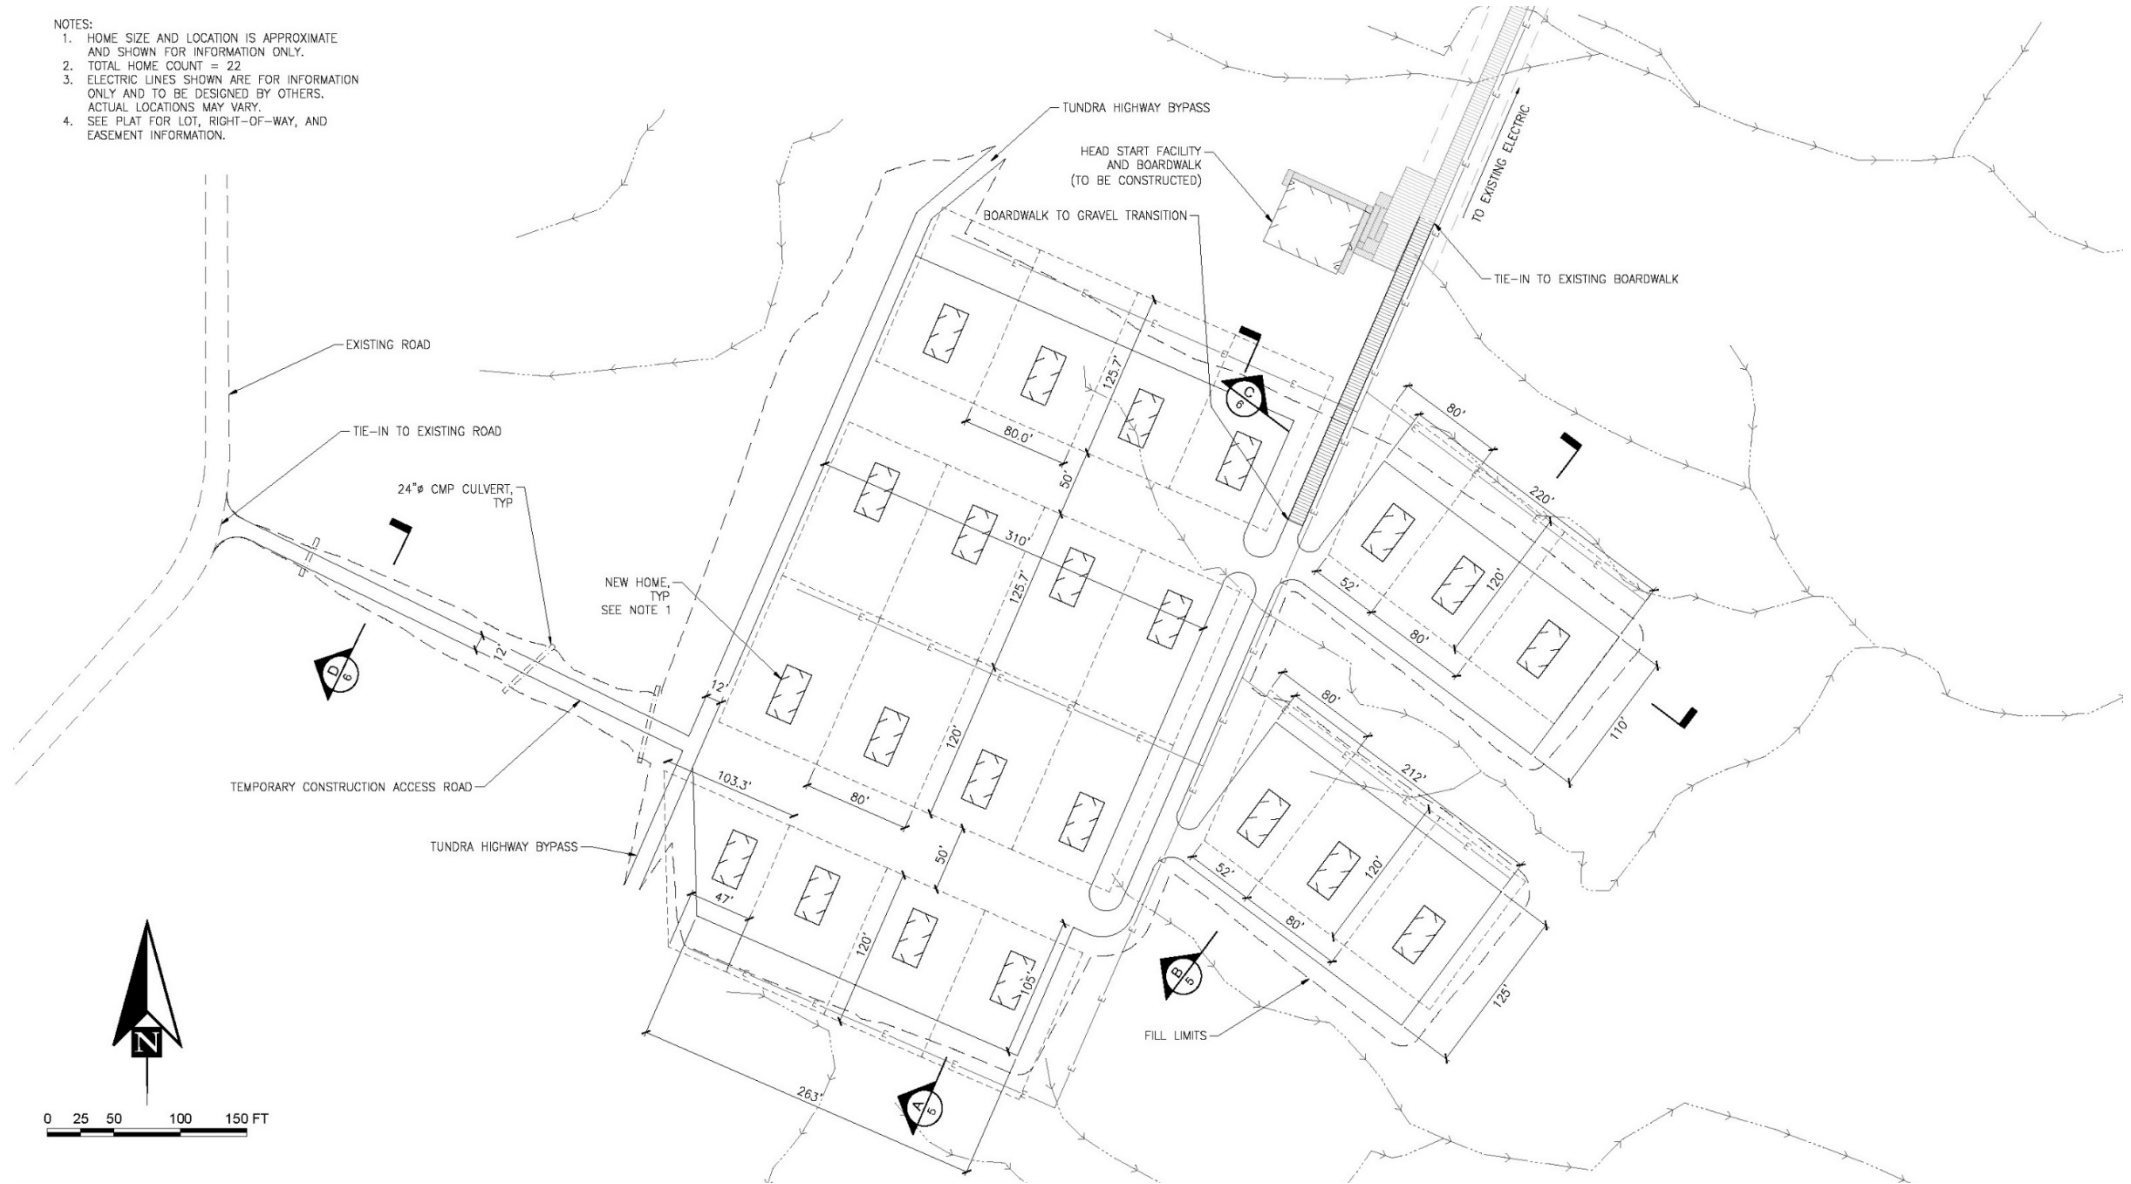 NOTES:
1. HOME SIZE AND LOCATION IS APPROXIMATE
AND SHOWN FOR INFORMATION ONLY.
2. TOTAL HOME COUNT = 22
3. ELECTRIC LINES SHOWN ARE FOR INFORMATION
ONLY AND TO BE DESIGNED BY OTHERS.
ACTUAL LOCATIONS MAY VARY.
4. SEE PLAT FOR LOT, RIGHT-OF-WAY, AND
EASEMENT INFORMATION.
TUNDRA HIGHWAY BYPASS
HEAD START FACILITY
AND BOARDWALK
(TO BE CONSTRUCTED)
TO EXISTING ELECTRIC
BOARDWALK TO GRAVEL TRANSITION
TIE-IN TO EXISTING BOARDWALK
EXISTING ROAD
125.7'
C
6
80'
TIE-IN TO EXISTING ROAD
80.0'
50'
24"ø CMP CULVERT,
TYP
220'
310'
NEW HOME,
TYP
SEE NOTE 1
125.7'
52'
120'
80'
12'
D
6
12'
80'
110'
120'
103.3'
212'
TEMPORARY CONSTRUCTION ACCESS ROAD
80'
TUNDRA HIGHWAY BYPASS
50'
52'
120'
47'
80'
120'
105'
B
5
125'
FILL LIMITS
N
263'
A
5
0 25 50 100 150 FT